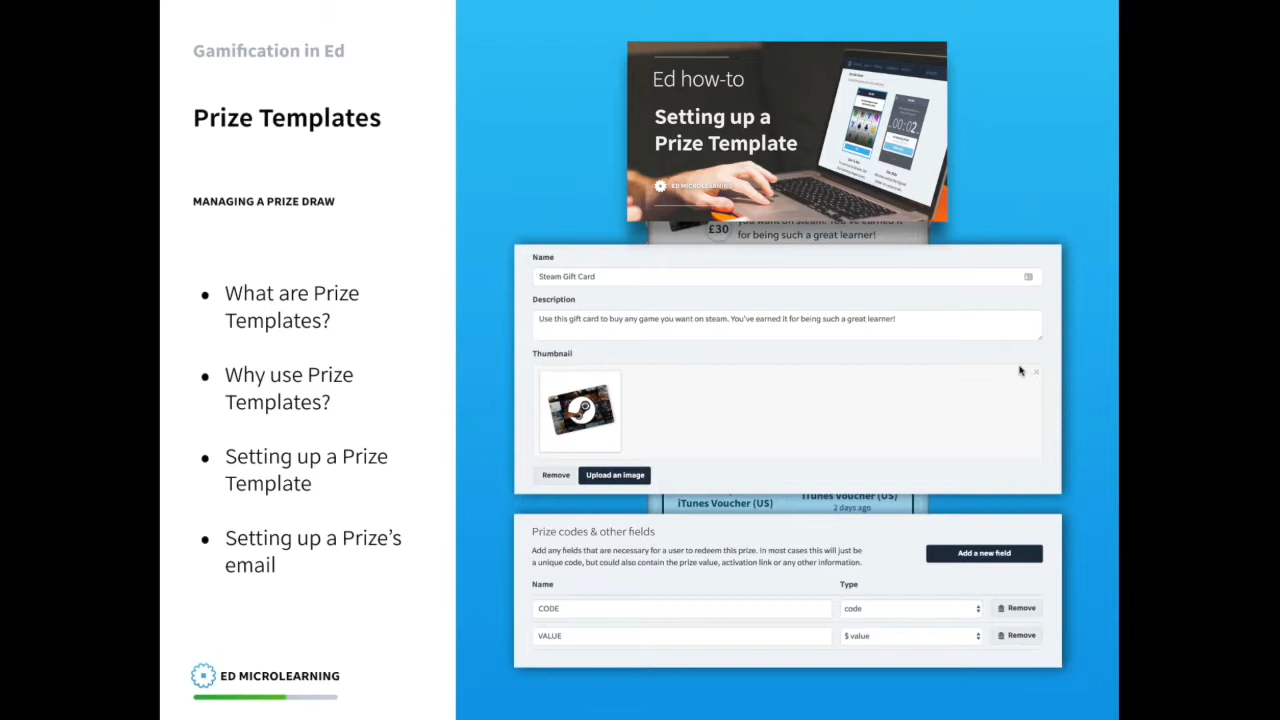 Gamification in Ed
Prize Templates
MANAGING A PRIZE DRAW
• What are Prize
Templates?
• Why use Prize
Templates?
• Setting up a Prize
Template
• Setting up a Prize's
email
ED MICROLEARNING
Ed how-to
Setting up a
Prize Template
ED MICROLEARNING
£30
for being such a great learner!
Name
Steam Gift Card
Description
Use this gift card to buy any game you want on steam. You've earned it for being such a great learner!
Thumbnail
Remove
Upload an image
iTunes Voucher (US)
iTunes Voucher (US)
2 days ago
Prize codes & other fields
Add any fields that are necessary for a user to redeem this prize. In most cases this will just be
a unique code, but could also contain the prize value, activation link or any other information.
Add a new field
Name
Type
CODE
code
Remove
VALUE
$ value
Remove